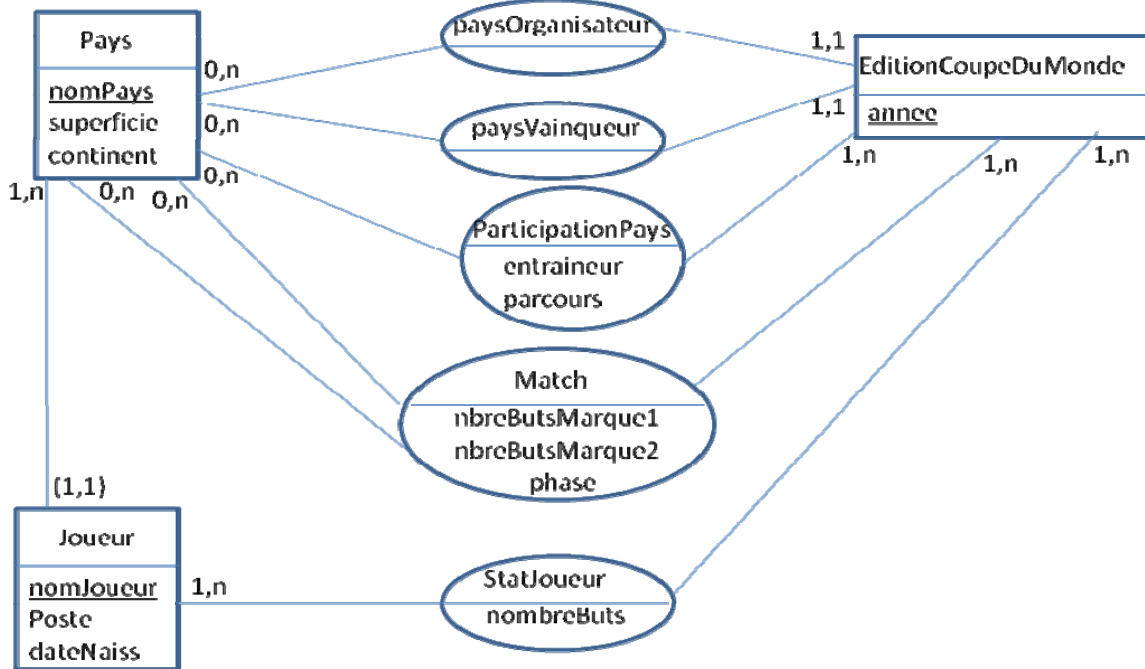 Pays
nomPays
superficie
continent
paysOrganisateur
EditionCoupeDuMonde
annee
paysVainqueur
ParticipationPays
entraineur
parcours
Match
nbreButsMarque1
nbreButsMarque2
phase
Joueur
nomJoueur
Poste
dateNaiss
StatJoueur
nombreButs
0,n
0,n
0,n
1,n
0,n
0,n
1,1
1,1
1,n
1,n
1,n
(1,1)
1,n